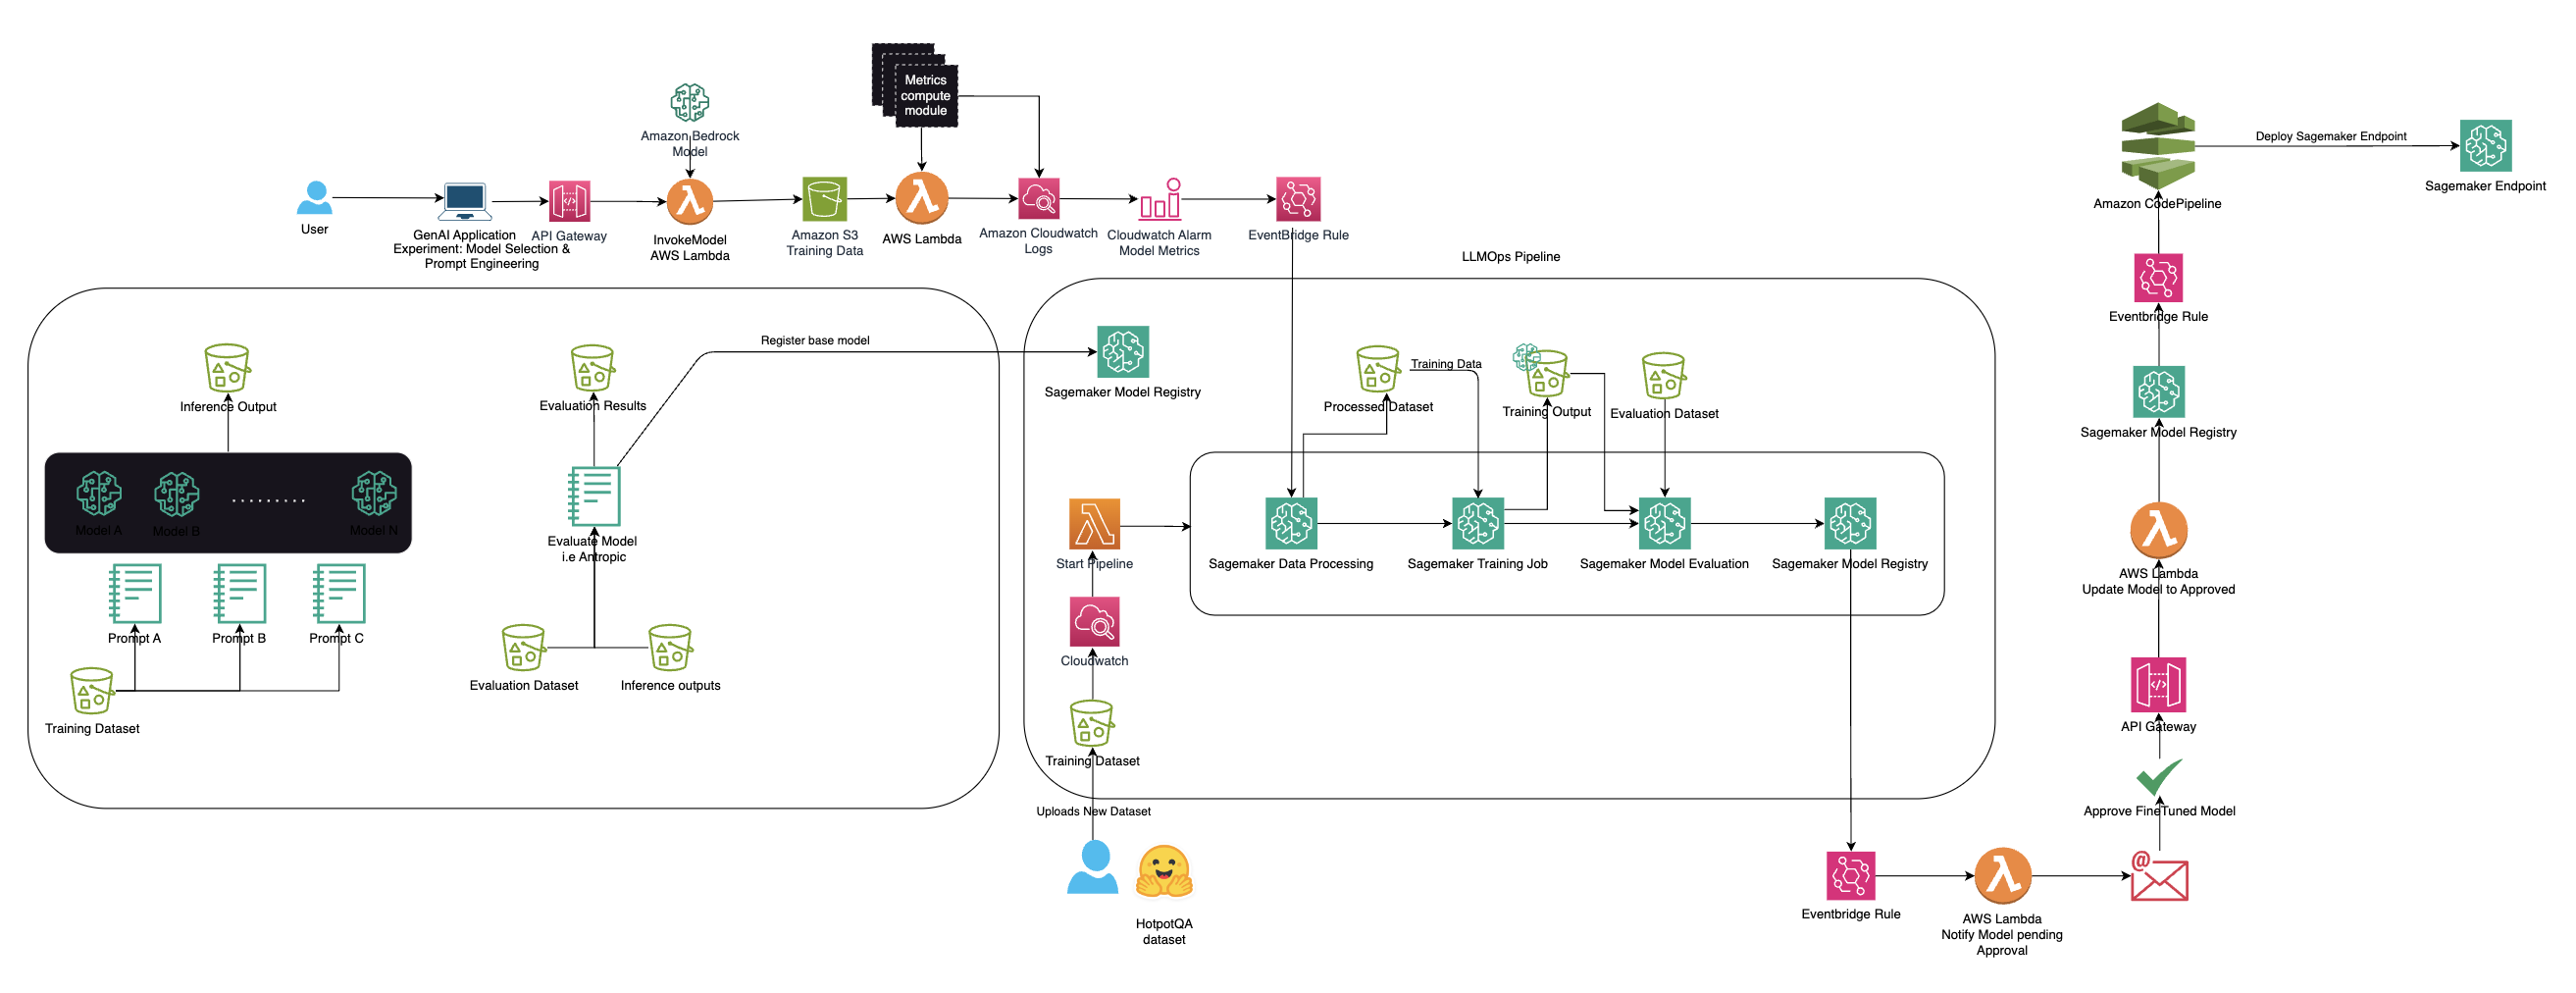 Metrics
compute
module
Amazon Bedrock
Model
User
GenAI Application
Experiment: Model Selection &
Prompt Engineering
API Gateway
InvokeModel
AWS Lambda
Amazon S3
Training Data
AWS Lambda
Amazon Cloudwatch
Logs
Cloudwatch Alarm
Model Metrics
EventBridge Rule
Deploy Sagemaker Endpoint
Sagemaker Endpoint
Amazon CodePipeline
LLMOps Pipeline
Eventbridge Rule
Sagemaker Model Registry
AWS Lambda
Update Model to Approved
API Gateway
Approve FineTuned Model
@
Inference Output
Evaluation Results
Register base model
Model A
Model B
.........
Model N
Evaluate Model
i.e Antropic
Prompt A
Prompt B
Prompt C
Training Dataset
Evaluation Dataset
Inference outputs
Sagemaker Model Registry
Processed Dataset
Training Data
Training Output
Evaluation Dataset
Start Pipeline
Sagemaker Data Processing
Sagemaker Training Job
Sagemaker Model Evaluation
Sagemaker Model Registry
Cloudwatch
Training Dataset
Uploads New Dataset
HotpotQA
dataset
Eventbridge Rule
AWS Lambda
Notify Model pending
Approval